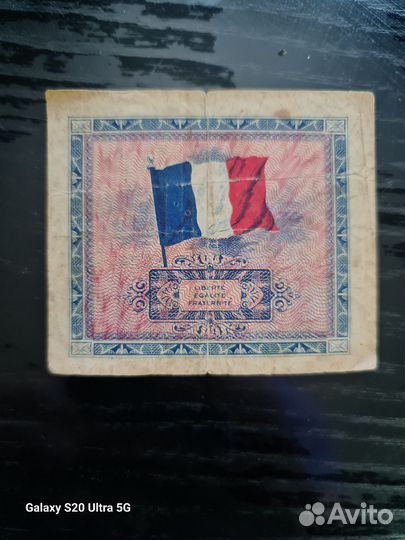 LIBERTÉ
ÉGALITÉ
FRATERNITÉ
Galaxy S20 Ultra 5G
Avito